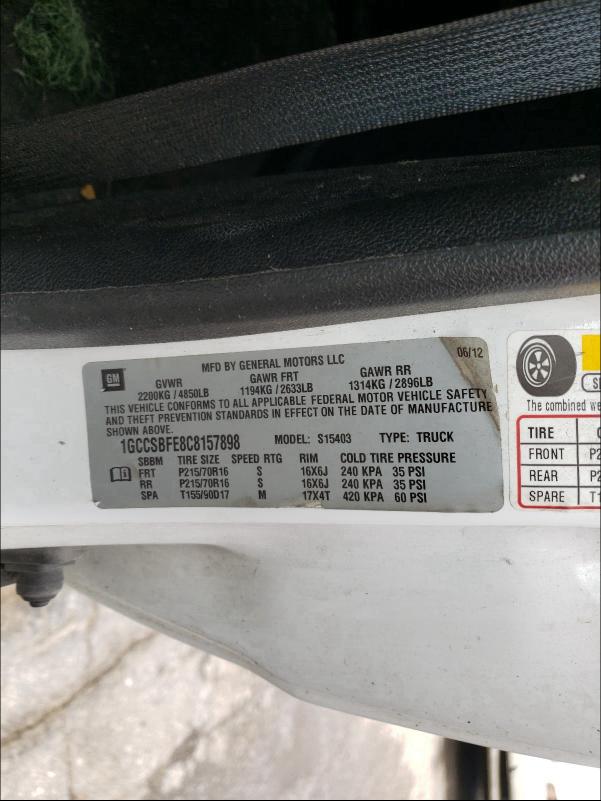 GM
MFD BY GENERAL MOTORS LLC
06/12
GVWR GAWR FRT GAWR RR
2200KG / 4850LB 1194KG / 2633LB 1314KG / 2896LB
THIS VEHICLE CONFORMS TO ALL APPLICABLE FEDERAL MOTOR VEHICLE SAFETY
AND THEFT PREVENTION STANDARDS IN EFFECT ON THE DATE OF MANUFACTURE
SHOWN ABOVE.
1GCCSBFE8C8157898 MODEL: S15403 TYPE: TRUCK
SBBM TIRE SIZE SPEED RTG RIM COLD TIRE PRESSURE
FRT P215/70R16 S 16X6J 240 KPA 35 PSI
RR P215/70R16 S 16X6J 240 KPA 35 PSI
SPA T155/90D17 M 17X4T 420 KPA 60 PSI
The combined we
TIRE
FRONT P2
REAR P2
SPARE T1